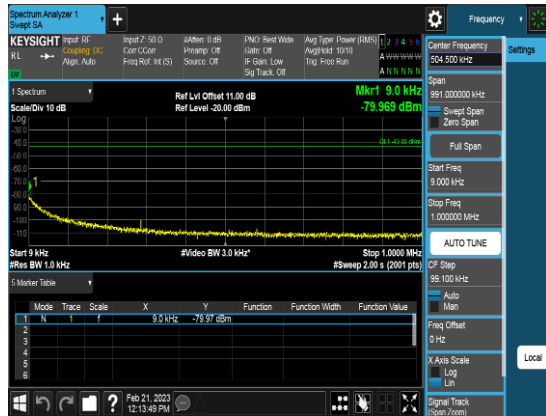 Spectrum Analyzer 1
Swept SA
+
Frequency
KEYSIGHT
RL
Input: RF
Coupling: DC
Align: Auto
Input Z: 50 Ω
Corr CCorr
Freq Ref: Int (S)
#Atten: 0 dB
Preamp: Off
Source: Off
PNO: Best Wide
Gate: Off
IF Gain: Low
Sig Track: Off
Avg Type: Power (RMS)
Avg|Hold: 10/10
Trig: Free Run
1 2 3 4 5 6
A W W W W W
A N N N N N
1 Spectrum
Scale/Div 10 dB
Ref Lvl Offset 11.00 dB
Ref Level -20.00 dBm
Mkr1 9.0 kHz
-79.969 dBm
Log
-30.0
-40.0
-50.0
-60.0
-70.0
-80.0
-90.0
-100
-110
DL1 -43.00 dBm
1
Start 9 kHz
#Res BW 1.0 kHz
#Video BW 3.0 kHz*
Stop 1.0000 MHz
#Sweep 2.00 s (2001 pts)
5 Marker Table
Mode Trace Scale X Y Function Function Width Function Value
1 N 1 f 9.0 kHz -79.97 dBm
2
3
4
5
6
Feb 21, 2023
12:13:49 PM
Center Frequency
504.500 kHz
Settings
Span
991.000000 kHz
Swept Span
Zero Span
Full Span
Start Freq
9.000 kHz
Stop Freq
1.000000 MHz
AUTO TUNE
CF Step
99.100 kHz
Auto
Man
Freq Offset
0 Hz
X Axis Scale
Log
Lin
Local
Signal Track
(Span Zoom)